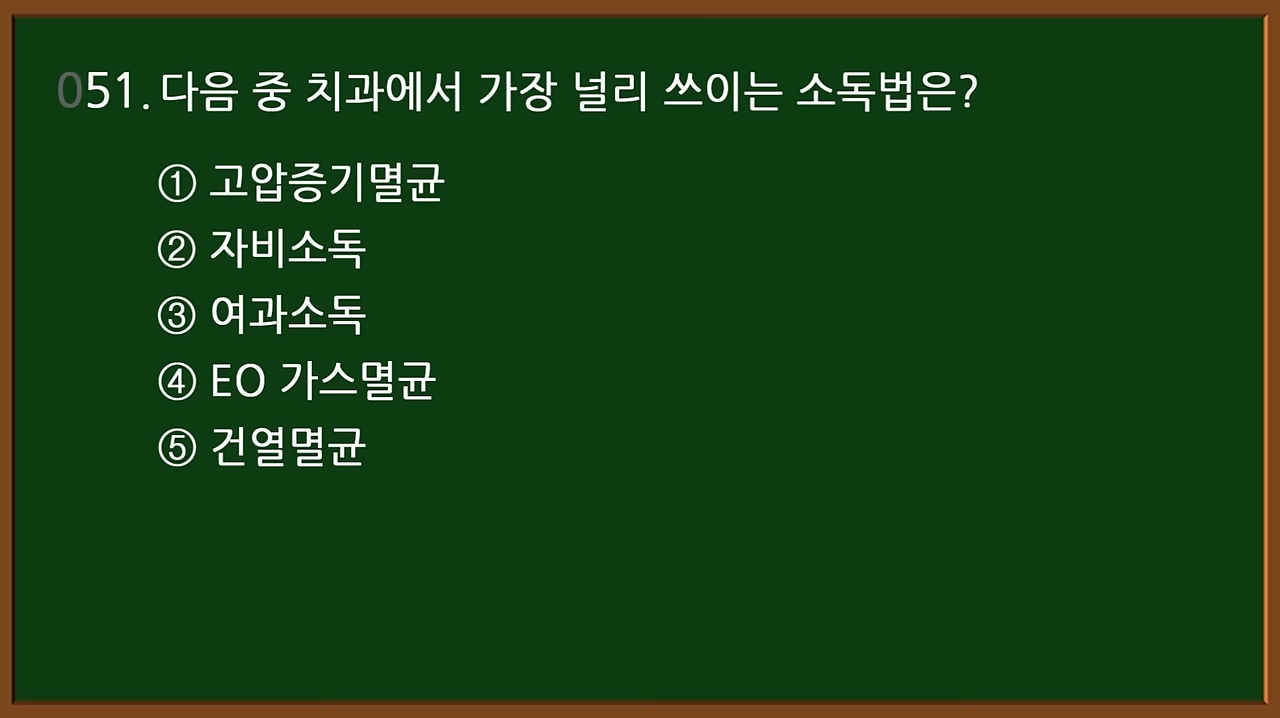 051. 다음 중 치과에서 가장 널리 쓰이는 소독법은?
① 고압증기멸균
② 자비소독
③ 여과소독
④ EO 가스멸균
⑤ 건열멸균